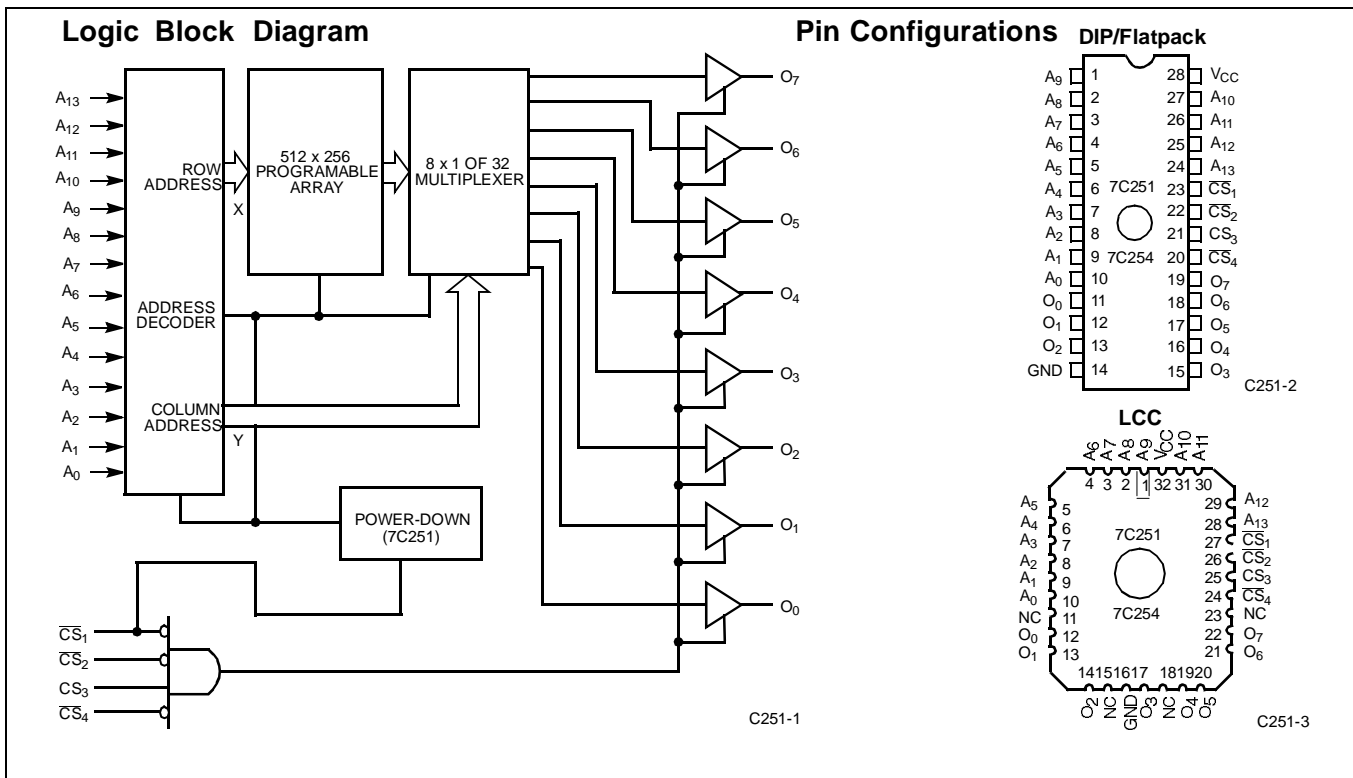 Logic Block Diagram
A13
A12
A11
A10
A9
A8
A7
A6
A5
A4
A3
A2
A1
A0
ROW
ADDRESS
ADDRESS
DECODER
COLUMN
ADDRESS
X
Y
512 x 256
PROGRAMABLE
ARRAY
8 x 1 OF 32
MULTIPLEXER
POWER-DOWN
(7C251)
O7
O6
O5
O4
O3
O2
O1
O0
C̅S̅1
C̅S̅2
CS3
C̅S̅4
C251-1
Pin Configurations
DIP/Flatpack
A9 1 28 VCC
A8 2 27 A10
A7 3 26 A11
A6 4 25 A12
A5 5 24 A13
A4 6 7C251 23 C̅S̅1
A3 7 22 C̅S̅2
A2 8 21 CS3
A1 9 7C254 20 C̅S̅4
A0 10 19 O7
O0 11 18 O6
O1 12 17 O5
O2 13 16 O4
GND 14 15 O3
C251-2
LCC
A6 A7 A8 A9 VCC A10 A11
4 3 2 1 32 31 30
A5 5 29 A12
A4 6 28 A13
A3 7 7C251 27 C̅S̅1
A2 8 26 C̅S̅2
A1 9 25 CS3
A0 10 7C254 24 C̅S̅4
NC 11 23 NC
O0 12 22 O7
O1 13 21 O6
14 15 16 17 18 19 20
O2 NC GND O3 NC O4 O5
C251-3